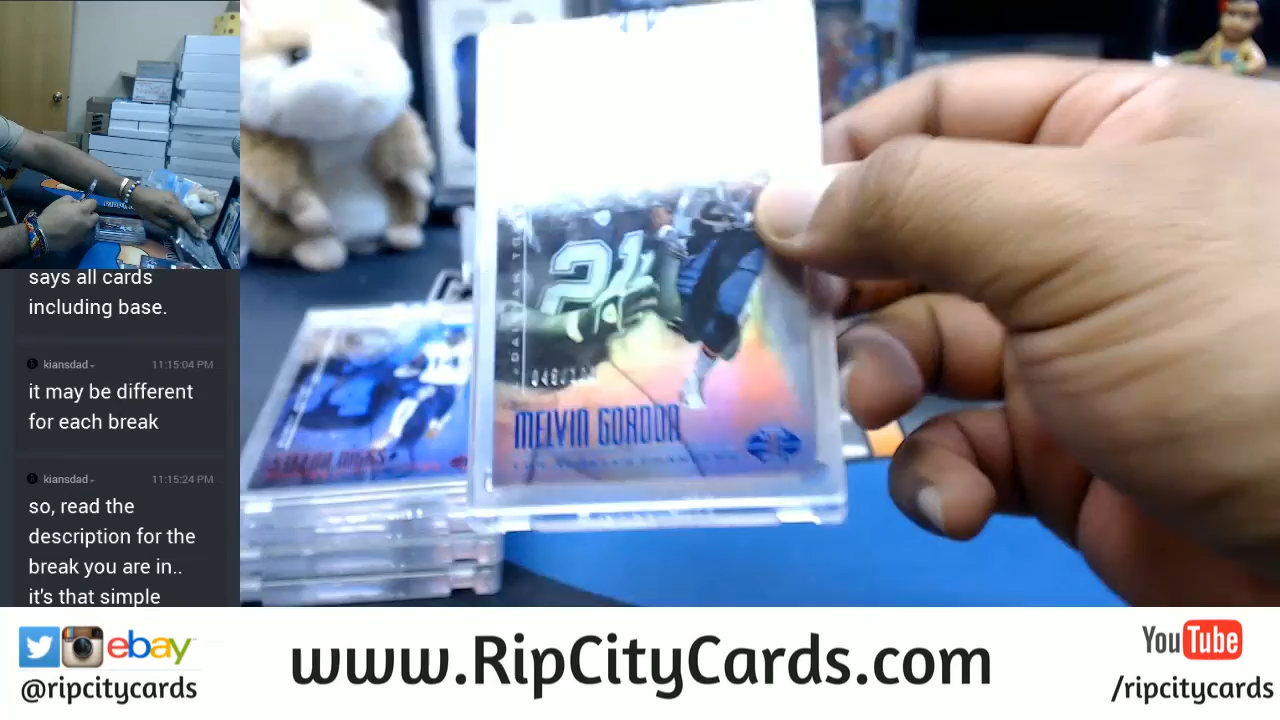 says all cards
including base.
kiansdad
11:15:04 PM
it may be different
for each break
kiansdad
11:15:24 PM
so, read the
description for the
break you are in..
it's that simple
24
MELVIN GORDON
ebay
@ripcitycards
www.RipCityCards.com
YouTube
/ripcitycards